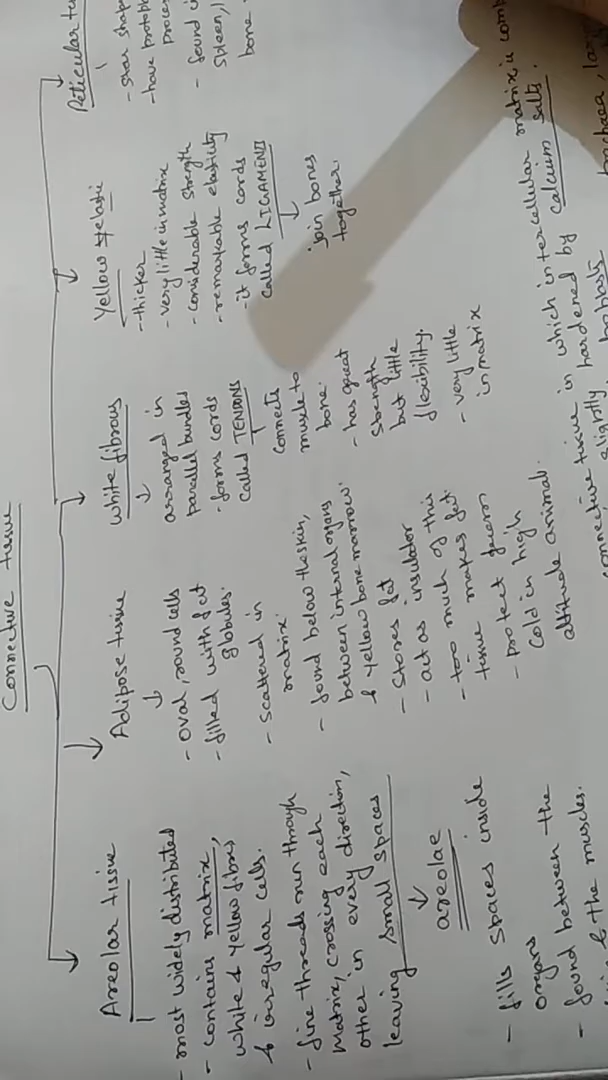 Connective tissue
Areolar tissue
- most widely distributed
- contains matrix,
white & yellow fibres
& irregular cells.
- fine threads run through
matrix, crossing each
other in every direction,
leaving small spaces
areolae
- fills spaces inside
organs
- found between the
& the muscles.
Adipose tissue
- oval, round cells
- filled with fat
globules.
- scattered in
matrix.
- found below the skin,
between internal organs
& yellow bone marrow.
- Stores fat
- act as insulator
- too much of this
tissue makes fat.
- protect from
cold in high
altitude animal.
White fibrous
arranged in
parallel bundles
- forms cords
called TENDONS
connects
muscle to
bone.
- has great
strength
but little
flexibility.
- very little
in matrix
Yellow elastic
- thicker
- very little in matrix
- considerable strength
- remarkable elasticity
- it forms cords
called LIGAMENT
join bones
together.
Reticular
- star
- have
- found
spleen,
bone
connective tissue in which intercellular matrix is
slightly hardened by calcium salts.